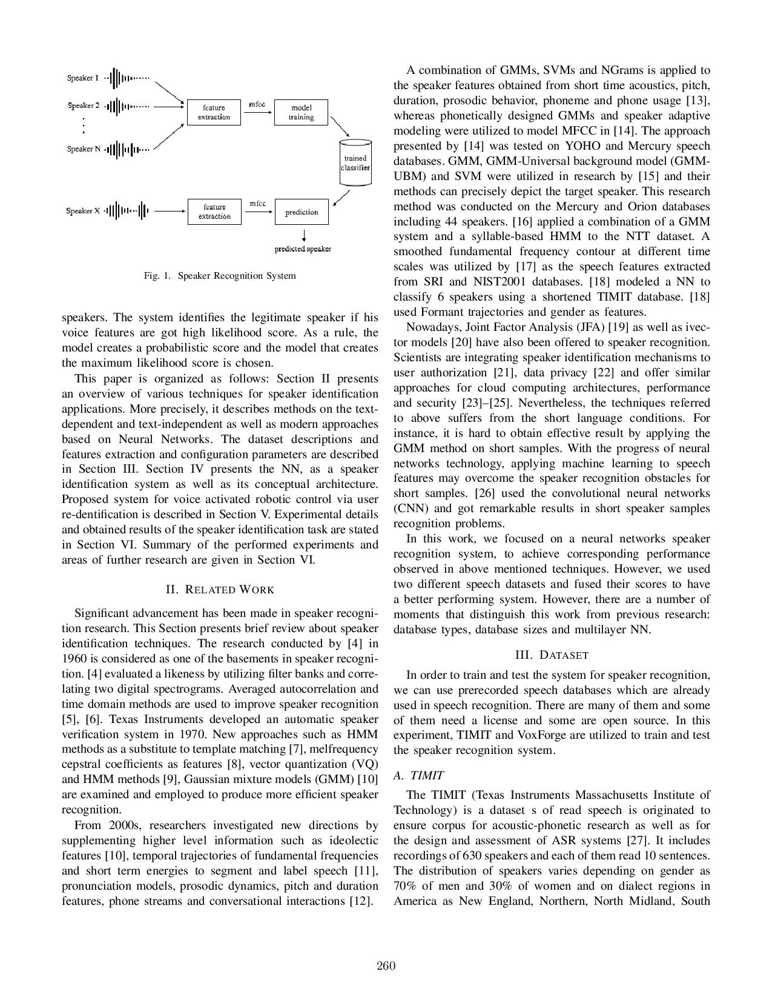 Speaker 1
Speaker 2
Speaker N
feature
extraction
mfcc
model
training
trained
classifier
Speaker X
feature
extraction
mfcc
prediction
predicted speaker
Fig. 1. Speaker Recognition System
speakers. The system identifies the legitimate speaker if his
voice features are got high likelihood score. As a rule, the
model creates a probabilistic score and the model that creates
the maximum likelihood score is chosen.
This paper is organized as follows: Section II presents
an overview of various techniques for speaker identification
applications. More precisely, it describes methods on the text-
dependent and text-independent as well as modern approaches
based on Neural Networks. The dataset descriptions and
features extraction and configuration parameters are described
in Section III. Section IV presents the NN, as a speaker
identification system as well as its conceptual architecture.
Proposed system for voice activated robotic control via user
re-dentification is described in Section V. Experimental details
and obtained results of the speaker identification task are stated
in Section VI. Summary of the performed experiments and
areas of further research are given in Section VI.
II. RELATED WORK
Significant advancement has been made in speaker recogni-
tion research. This Section presents brief review about speaker
identification techniques. The research conducted by [4] in
1960 is considered as one of the basements in speaker recogni-
tion. [4] evaluated a likeness by utilizing filter banks and corre-
lating two digital spectrograms. Averaged autocorrelation and
time domain methods are used to improve speaker recognition
[5], [6]. Texas Instruments developed an automatic speaker
verification system in 1970. New approaches such as HMM
methods as a substitute to template matching [7], melfrequency
cepstral coefficients as features [8], vector quantization (VQ)
and HMM methods [9], Gaussian mixture models (GMM) [10]
are examined and employed to produce more efficient speaker
recognition.
From 2000s, researchers investigated new directions by
supplementing higher level information such as ideolectic
features [10], temporal trajectories of fundamental frequencies
and short term energies to segment and label speech [11],
pronunciation models, prosodic dynamics, pitch and duration
features, phone streams and conversational interactions [12].
A combination of GMMs, SVMs and NGrams is applied to
the speaker features obtained from short time acoustics, pitch,
duration, prosodic behavior, phoneme and phone usage [13],
whereas phonetically designed GMMs and speaker adaptive
modeling were utilized to model MFCC in [14]. The approach
presented by [14] was tested on YOHO and Mercury speech
databases. GMM, GMM-Universal background model (GMM-
UBM) and SVM were utilized in research by [15] and their
methods can precisely depict the target speaker. This research
method was conducted on the Mercury and Orion databases
including 44 speakers. [16] applied a combination of a GMM
system and a syllable-based HMM to the NTT dataset. A
smoothed fundamental frequency contour at different time
scales was utilized by [17] as the speech features extracted
from SRI and NIST2001 databases. [18] modeled a NN to
classify 6 speakers using a shortened TIMIT database. [18]
used Formant trajectories and gender as features.
Nowadays, Joint Factor Analysis (JFA) [19] as well as ivec-
tor models [20] have also been offered to speaker recognition.
Scientists are integrating speaker identification mechanisms to
user authorization [21], data privacy [22] and offer similar
approaches for cloud computing architectures, performance
and security [23]–[25]. Nevertheless, the techniques referred
to above suffers from the short language conditions. For
instance, it is hard to obtain effective result by applying the
GMM method on short samples. With the progress of neural
networks technology, applying machine learning to speech
features may overcome the speaker recognition obstacles for
short samples. [26] used the convolutional neural networks
(CNN) and got remarkable results in short speaker samples
recognition problems.
In this work, we focused on a neural networks speaker
recognition system, to achieve corresponding performance
observed in above mentioned techniques. However, we used
two different speech datasets and fused their scores to have
a better performing system. However, there are a number of
moments that distinguish this work from previous research:
database types, database sizes and multilayer NN.
III. DATASET
In order to train and test the system for speaker recognition,
we can use prerecorded speech databases which are already
used in speech recognition. There are many of them and some
of them need a license and some are open source. In this
experiment, TIMIT and VoxForge are utilized to train and test
the speaker recognition system.
A. TIMIT
The TIMIT (Texas Instruments Massachusetts Institute of
Technology) is a dataset s of read speech is originated to
ensure corpus for acoustic-phonetic research as well as for
the design and assessment of ASR systems [27]. It includes
recordings of 630 speakers and each of them read 10 sentences.
The distribution of speakers varies depending on gender as
70% of men and 30% of women and on dialect regions in
America as New England, Northern, North Midland, South
260